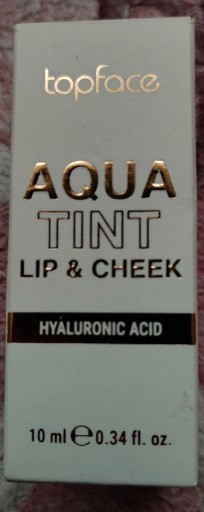 topface
AQUA
TINT
LIP & CHEEK
HYALURONIC ACID
10 ml ℮ 0.34 fl. oz.